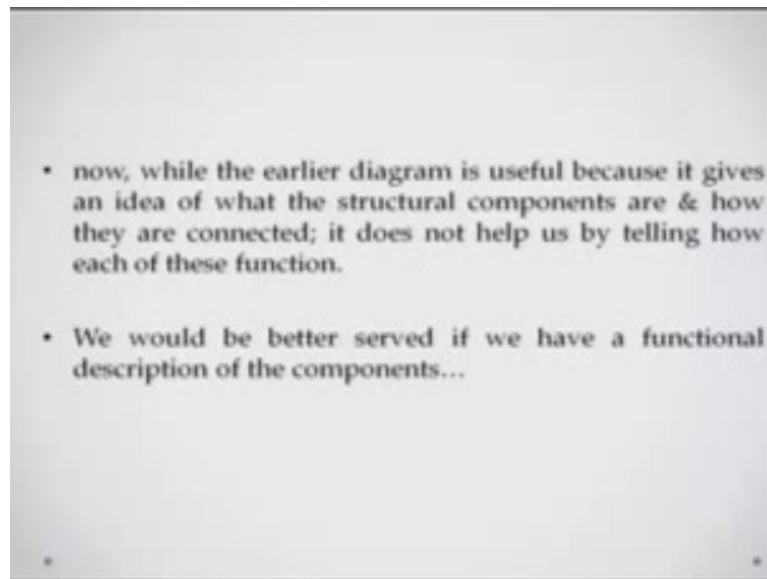 • now, while the earlier diagram is useful because it gives
an idea of what the structural components are & how
they are connected; it does not help us by telling how
each of these function.
• We would be better served if we have a functional
description of the components...